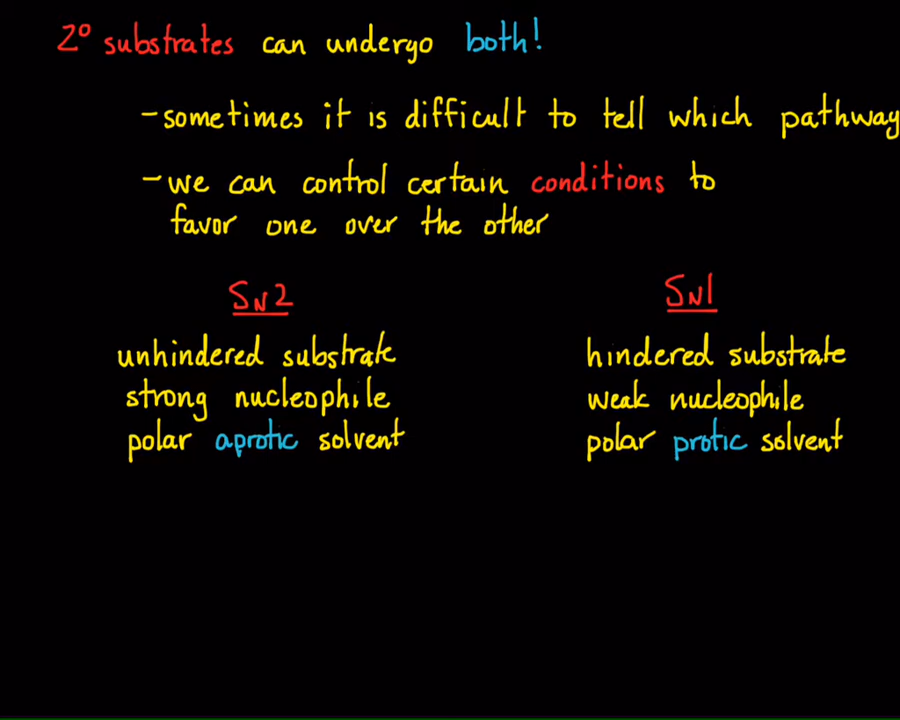 2° substrates can undergo both!
- sometimes it is difficult to tell which pathway
- we can control certain conditions to
favor one over the other
SN2
unhindered substrate
strong nucleophile
polar aprotic solvent
SN1
hindered substrate
weak nucleophile
polar protic solvent